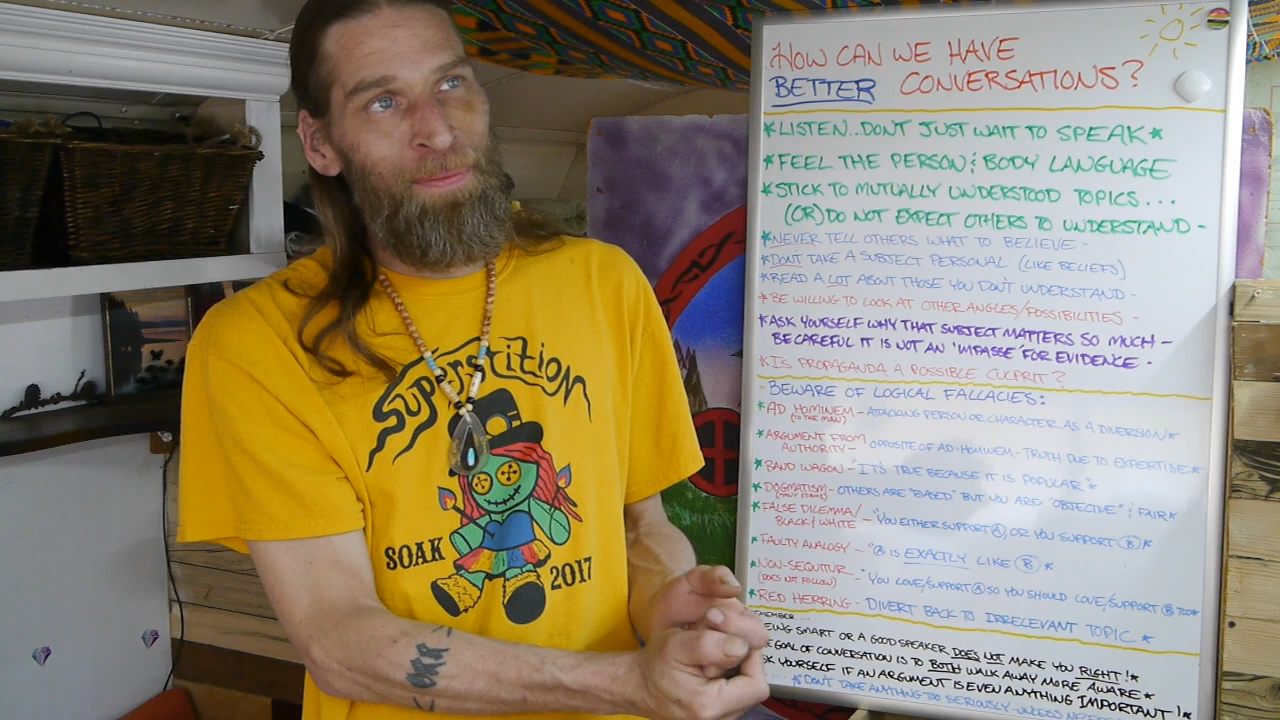 HOW CAN WE HAVE
BETTER CONVERSATIONS?
*LISTEN..DONT JUST WAIT TO SPEAK*
*FEEL THE PERSON & BODY LANGUAGE
*STICK TO MUTUALLY UNDERSTOOD TOPICS...
(OR) DO NOT EXPECT OTHERS TO UNDERSTAND-
*NEVER TELL OTHERS WHAT TO BELIEVE-
*DONT TAKE A SUBJECT PERSONAL (LIKE BELIEFS)
*READ A LOT ABOUT THOSE YOU DONT UNDERSTAND-
*BE WILLING TO LOOK AT OTHER ANGLES/POSSIBILITIES-
*ASK YOURSELF WHY THAT SUBJECT MATTERS SO MUCH-
BE CAREFUL IT IS NOT AN 'IMPASSE' FOR EVIDENCE-
*IS PROPAGANDA A POSSIBLE CULPRIT?
-BEWARE OF LOGICAL FALLACIES:
*AD HOMINEM- ATTACKING PERSON OR CHARACTER AS A DIVERSION*
(TO THE MAN)
*ARGUMENT FROM
AUTHORITY- OPPOSITE OF AD-HOMINEM- TRUTH DUE TO EXPERTISE*
*BAND WAGON-"IT'S TRUE BECAUSE IT IS POPULAR"*
*DOGMATISM- OTHERS ARE "BIASED" BUT YOU ARE "OBJECTIVE" & FAIR*
*FALSE DILEMMA/
BLACK & WHITE -"YOU EITHER SUPPORT A, OR YOU SUPPORT B*
*FAULTY ANALOGY - "A IS EXACTLY LIKE B*
*NON-SEQUITUR- "YOU LOVE/SUPPORT A SO YOU SHOULD LOVE/SUPPORT B TOO*
(DOES NOT FOLLOW)
*RED HERRING- DIVERT BACK TO IRRELEVANT TOPIC*
EMEMBER....
EING SMART OR A GOOD SPEAKER DOES NOT MAKE YOU RIGHT!*
E GOAL OF CONVERSATION IS TO BOTH WALK AWAY MORE AWARE*
SK YOURSELF IF AN ARGUMENT IS EVEN ANYTHING IMPORTANT!*
*DON'T TAKE ANYTHING TOO SERIOUSLY-UNLESS
SUPERSTITION
SOAK 2017